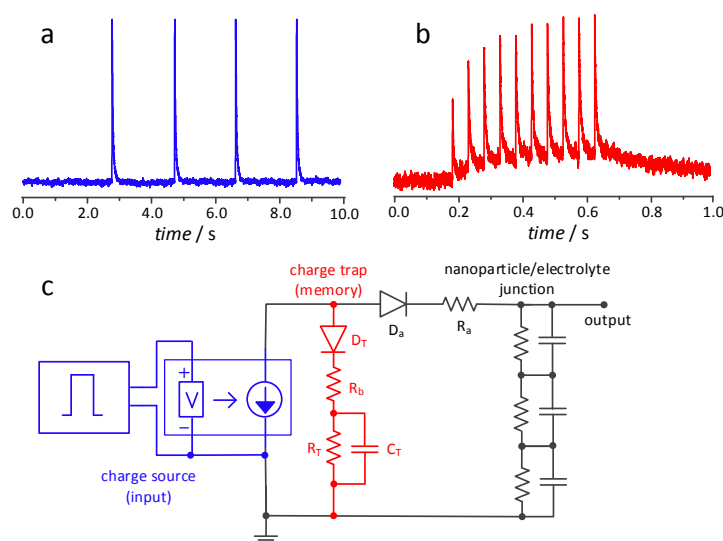 a
b
0.0 2.0 4.0 6.0 8.0 10.0
time / s
0.0 0.2 0.4 0.6 0.8 1.0
time / s
c
charge trap
(memory)
nanoparticle/electrolyte
junction
output
Da
Ra
DT
Rb
RT
CT
+
V
−
charge source
(input)